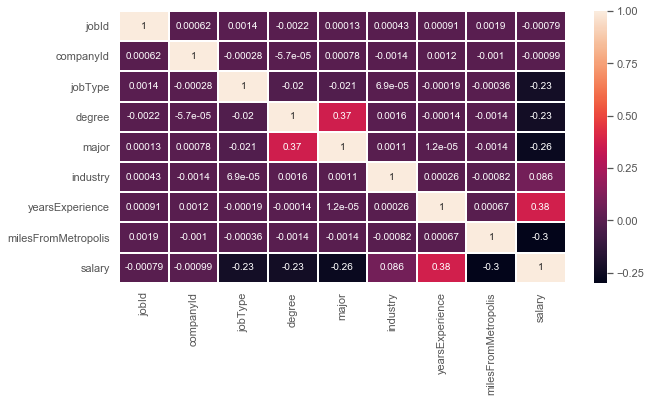 jobId 1 0.00062 0.0014 -0.0022 0.00013 0.00043 0.00091 0.0019 -0.00079
companyId 0.00062 1 -0.00028 -5.7e-05 0.00078 -0.0014 0.0012 -0.001 -0.00099
jobType 0.0014 -0.00028 1 -0.02 -0.021 6.9e-05 -0.00019 -0.00036 -0.23
degree -0.0022 -5.7e-05 -0.02 1 0.37 0.0016 -0.00014 -0.0014 -0.23
major 0.00013 0.00078 -0.021 0.37 1 0.0011 1.2e-05 -0.0014 -0.26
industry 0.00043 -0.0014 6.9e-05 0.0016 0.0011 1 0.00026 -0.00082 0.086
yearsExperience 0.00091 0.0012 -0.00019 -0.00014 1.2e-05 0.00026 1 0.00067 0.38
milesFromMetropolis 0.0019 -0.001 -0.00036 -0.0014 -0.0014 -0.00082 0.00067 1 -0.3
salary -0.00079 -0.00099 -0.23 -0.23 -0.26 0.086 0.38 -0.3 1
jobId
companyId
jobType
degree
major
industry
yearsExperience
milesFromMetropolis
salary
1.00
0.75
0.50
0.25
0.00
−0.25